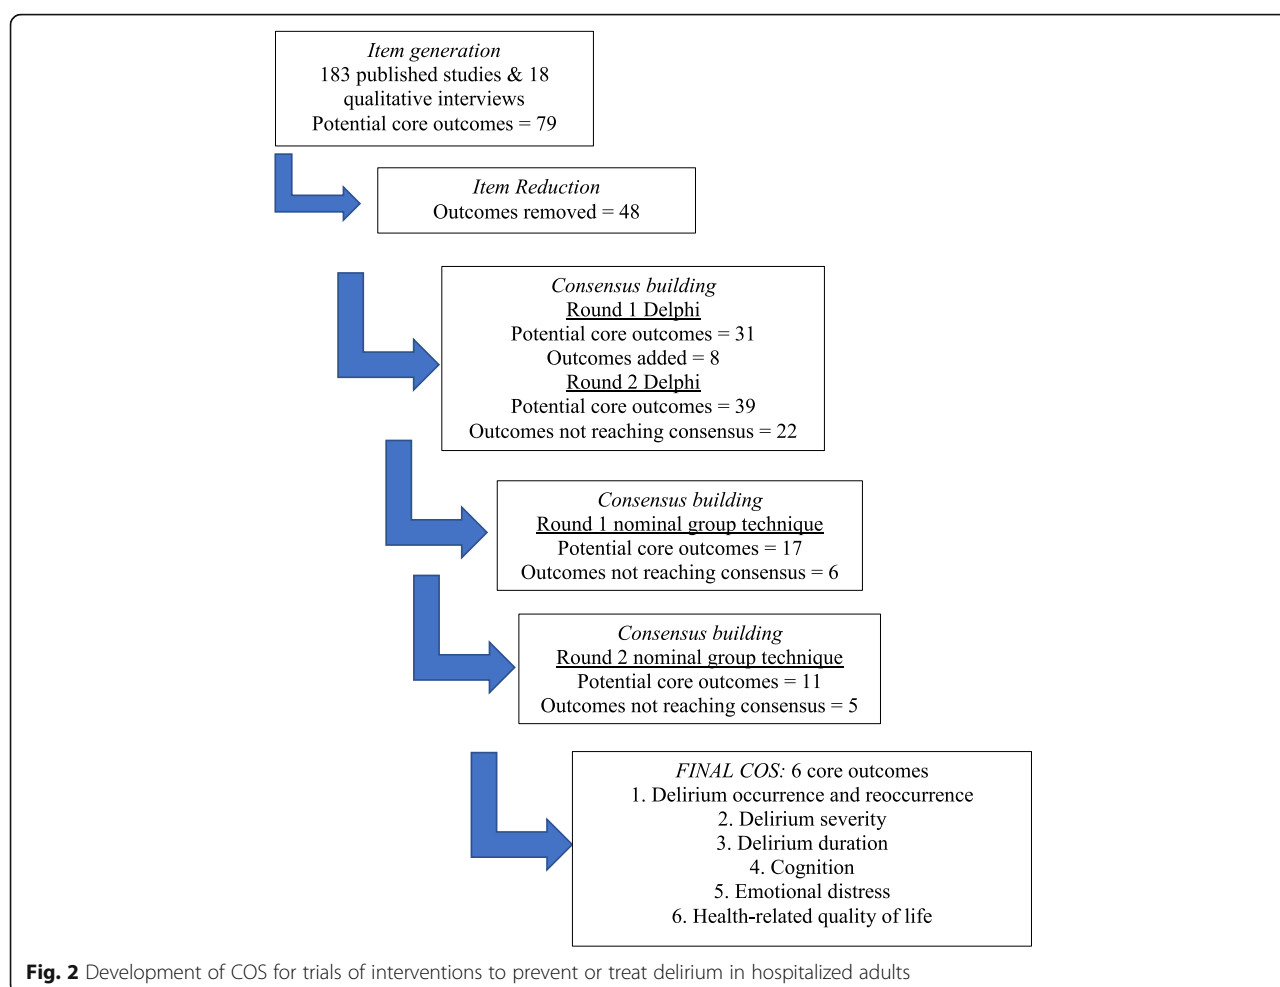 Item generation
183 published studies & 18
qualitative interviews
Potential core outcomes = 79
Item Reduction
Outcomes removed = 48
Consensus building
Round 1 Delphi
Potential core outcomes = 31
Outcomes added = 8
Round 2 Delphi
Potential core outcomes = 39
Outcomes not reaching consensus = 22
Consensus building
Round 1 nominal group technique
Potential core outcomes = 17
Outcomes not reaching consensus = 6
Consensus building
Round 2 nominal group technique
Potential core outcomes = 11
Outcomes not reaching consensus = 5
FINAL COS: 6 core outcomes
1. Delirium occurrence and reoccurrence
2. Delirium severity
3. Delirium duration
4. Cognition
5. Emotional distress
6. Health-related quality of life
Fig. 2 Development of COS for trials of interventions to prevent or treat delirium in hospitalized adults